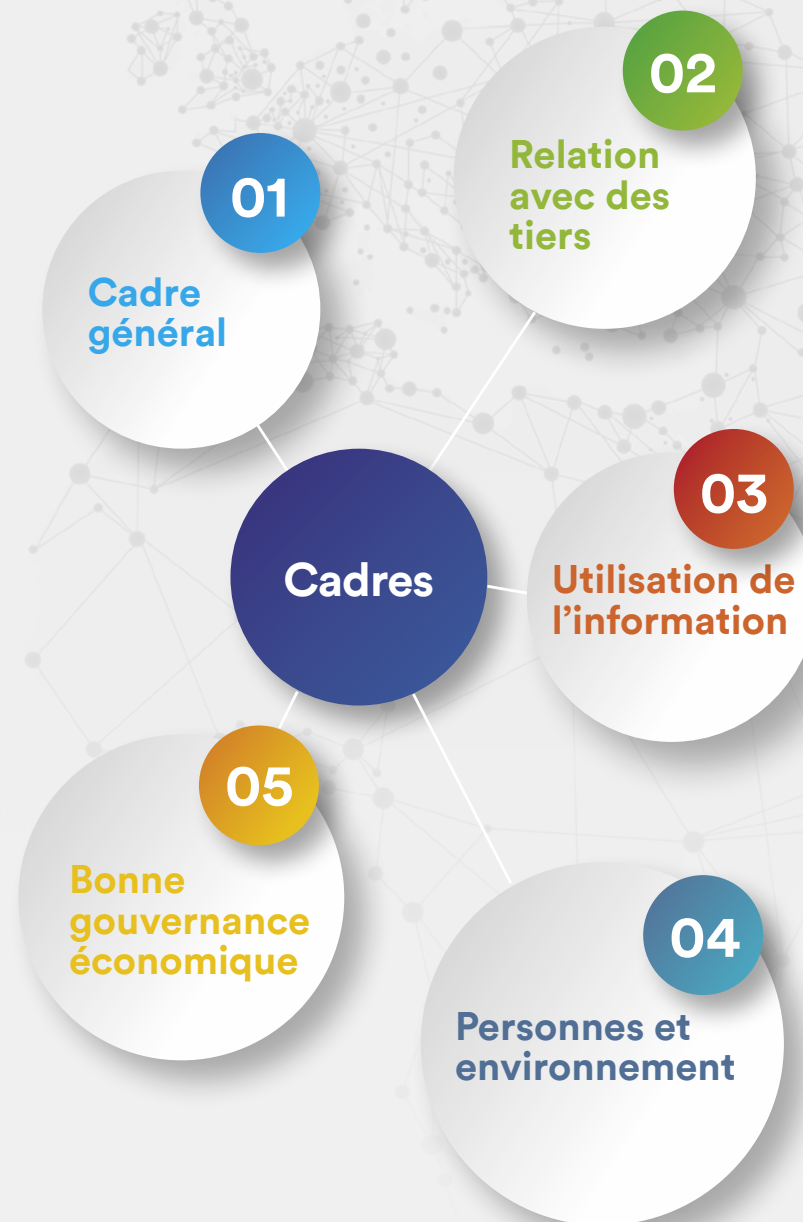 01
Cadre
général
02
Relation
avec des
tiers
Cadres
03
Utilisation de
l’information
04
Personnes et
environnement
05
Bonne
gouvernance
économique